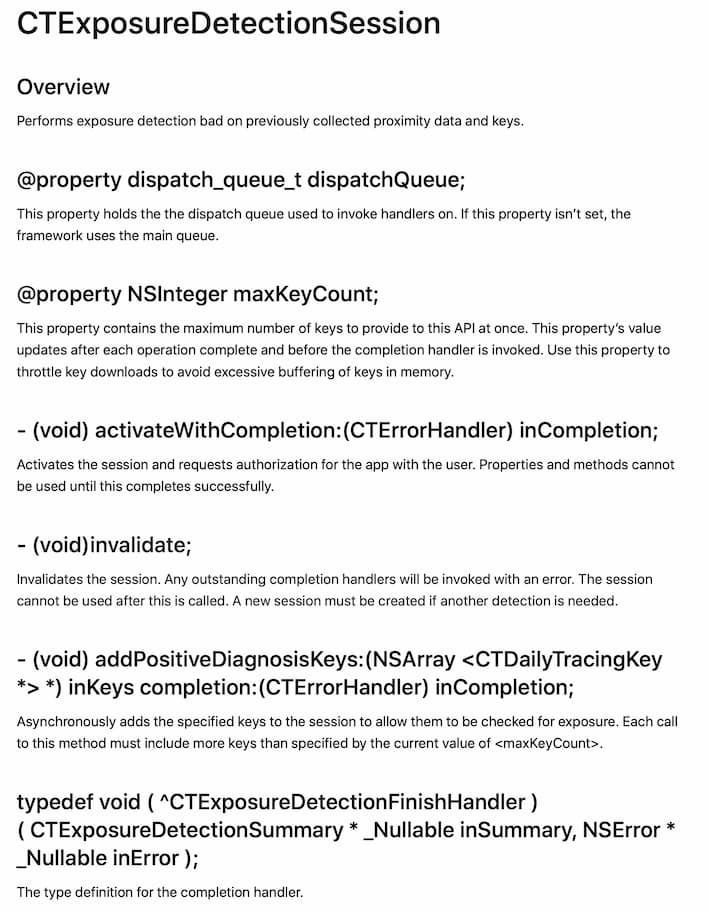 CTExposureDetectionSession
Overview
Performs exposure detection bad on previously collected proximity data and keys.
@property dispatch_queue_t dispatchQueue;
This property holds the the dispatch queue used to invoke handlers on. If this property isn't set, the
framework uses the main queue.
@property NSInteger maxKeyCount;
This property contains the maximum number of keys to provide to this API at once. This property's value
updates after each operation complete and before the completion handler is invoked. Use this property to
throttle key downloads to avoid excessive buffering of keys in memory.
- (void) activateWithCompletion:(CTErrorHandler) inCompletion;
Activates the session and requests authorization for the app with the user. Properties and methods cannot
be used until this completes successfully.
- (void)invalidate;
Invalidates the session. Any outstanding completion handlers will be invoked with an error. The session
cannot be used after this is called. A new session must be created if another detection is needed.
- (void) addPositiveDiagnosisKeys:(NSArray <CTDailyTracingKey
*> *) inKeys completion:(CTErrorHandler) inCompletion;
Asynchronously adds the specified keys to the session to allow them to be checked for exposure. Each call
to this method must include more keys than specified by the current value of <maxKeyCount>.
typedef void ( ^CTExposureDetectionFinishHandler )
( CTExposureDetectionSummary * _Nullable inSummary, NSError *
_Nullable inError );
The type definition for the completion handler.